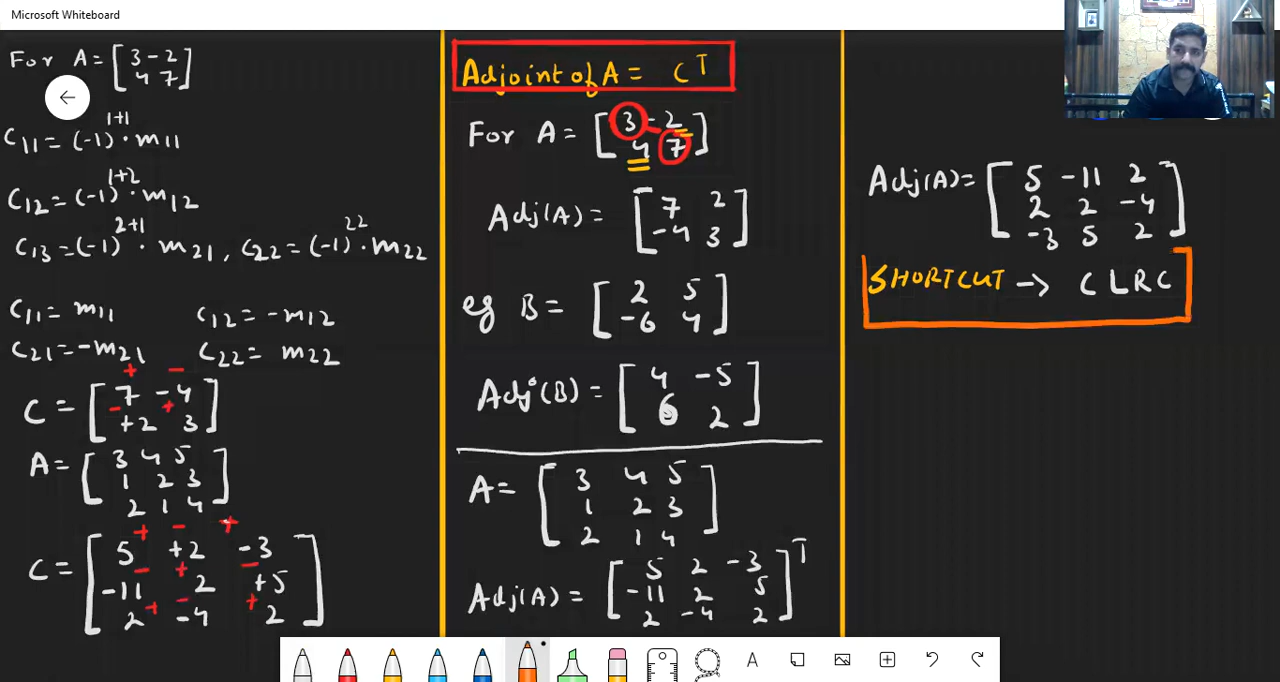 Microsoft Whiteboard
For A = [ 3 -2
4 7 ]
C11 = (-1)^1+1 . m11
C12 = (-1)^1+2 . m12
C13 = (-1)^2+1 . m21 , C22 = (-1)^22 . m22
C11 = m11 C12 = -m12
C21 = -m21 C22 = m22
+ -
C = [ 7 -4
- +
+2 3 ]
A = [ 3 4 5
1 2 3
2 1 4 ]
+ - +
C = [ 5 +2 -3
- + -
-11 2 +5
+ - +
2 -4 2 ]
Adjoint of A = C^T
For A = [ 3 -2
4 7 ]
Adj(A) = [ 7 2
-4 3 ]
eg B = [ 2 5
-6 4 ]
Adj(B) = [ 4 -5
6 2 ]
A = [ 3 4 5
1 2 3
2 1 4 ]
Adj(A) = [ 5 2 -3
-11 2 5
2 -4 2 ]^T
Adj(A) = [ 5 -11 2
2 2 -4
-3 5 2 ]
SHORTCUT → C L R C
A